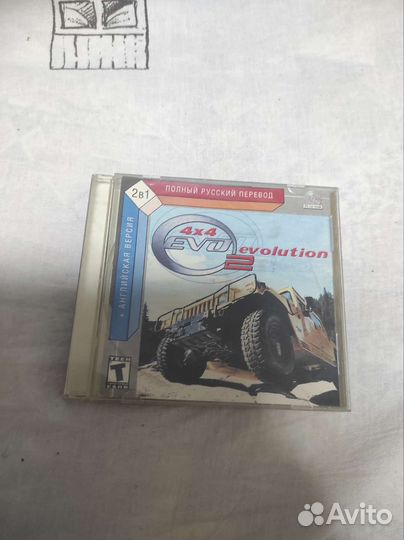 2в1
ПОЛНЫЙ РУССКИЙ ПЕРЕВОД
+ АНГЛИЙСКАЯ ВЕРСИЯ
4x4
EVO
evolution
2
TEEN
T
Avito